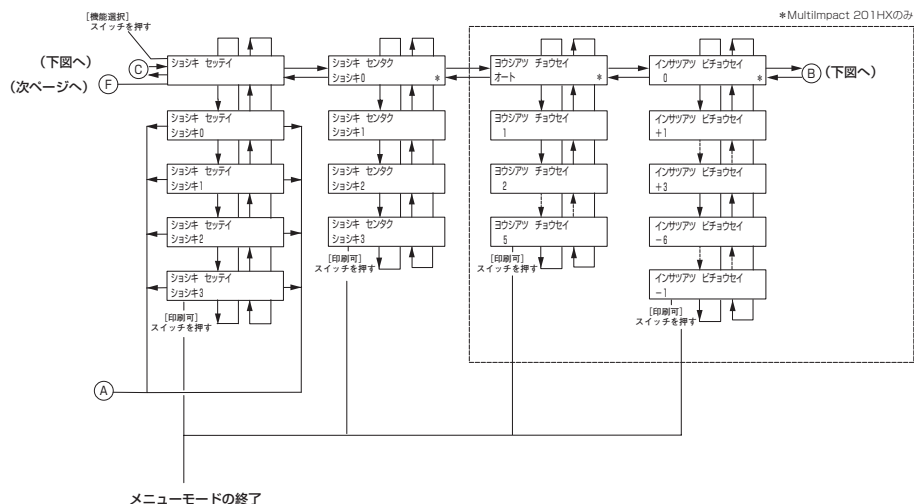 *MultiImpact 201HXのみ
[機能選択]
スイッチを押す
(下図へ)
C
(次ページへ)
F
ショシキ セッテイ
ショシキ センタク
ショシキ0 *
ヨウシアツ チョウセイ
オート *
インサツアツ ビチョウセイ
0 *
B
(下図へ)
ショシキ セッテイ
ショシキ0
ショシキ センタク
ショシキ1
ヨウシアツ チョウセイ
1
インサツアツ ビチョウセイ
+1
ショシキ セッテイ
ショシキ1
ショシキ センタク
ショシキ2
ヨウシアツ チョウセイ
2
インサツアツ ビチョウセイ
+3
ショシキ セッテイ
ショシキ2
ショシキ センタク
ショシキ3
ヨウシアツ チョウセイ
5
インサツアツ ビチョウセイ
-6
[印刷可]
スイッチを押す
[印刷可]
スイッチを押す
ショシキ セッテイ
ショシキ3
インサツアツ ビチョウセイ
-1
[印刷可]
スイッチを押す
[印刷可]
スイッチを押す
A
メニューモードの終了